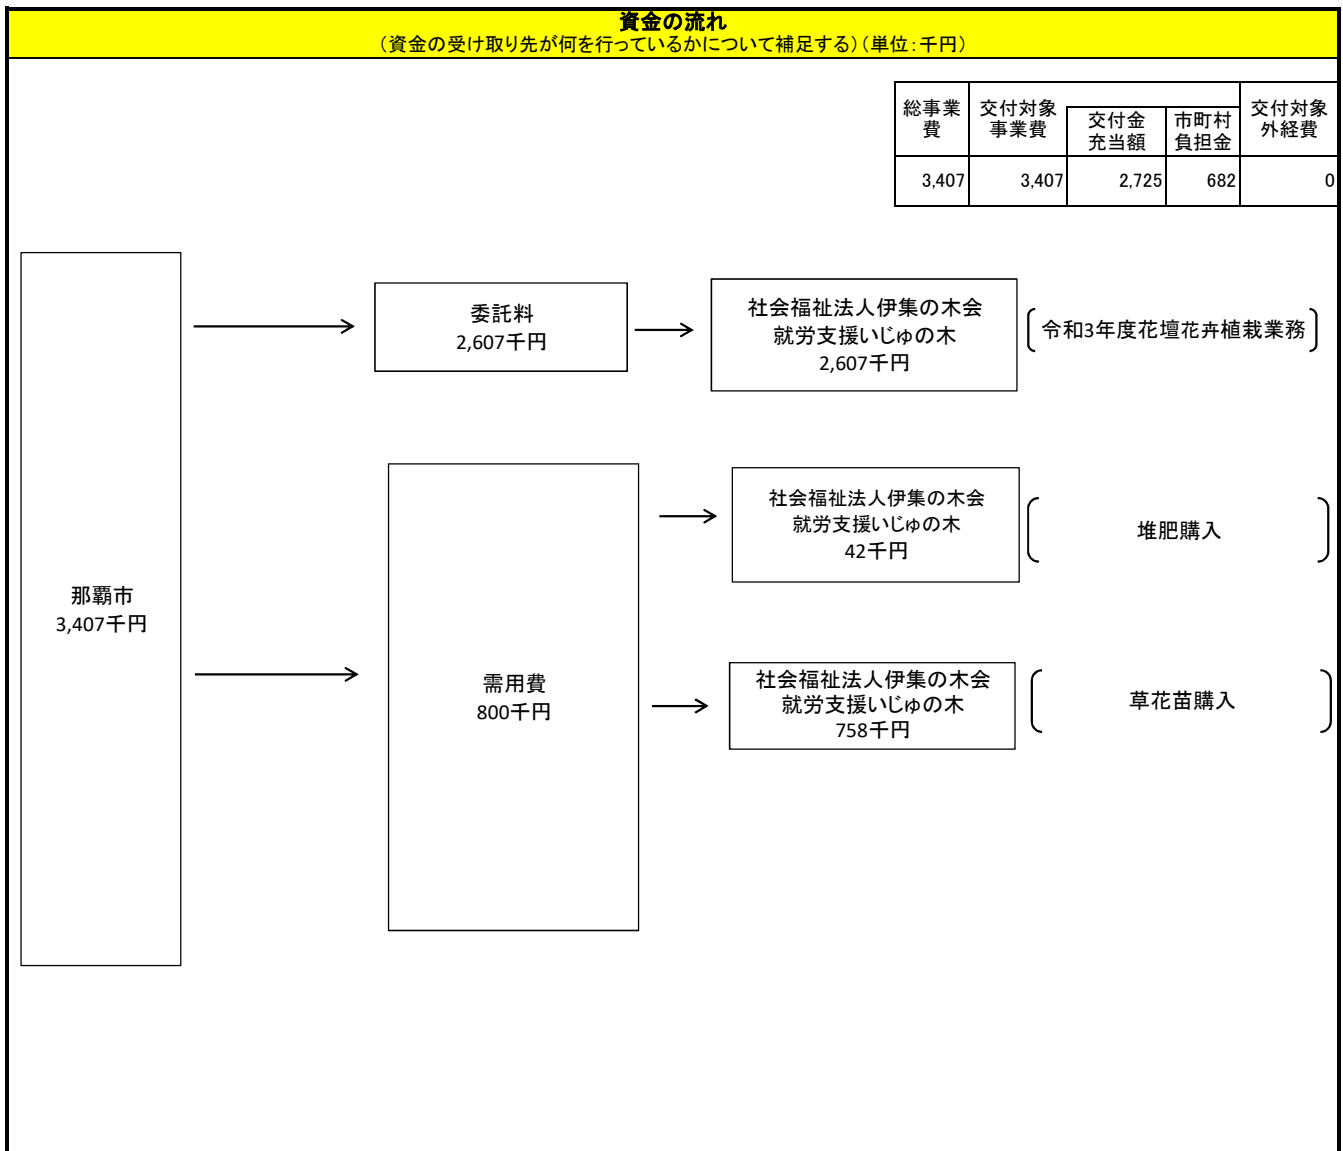 資金の流れ
（資金の受け取り先が何を行っているかについて補足する）（単位：千円）
総事業
費
交付対象
事業費
交付金
充当額
市町村
負担金
交付対象
外経費
3,407
3,407
2,725
682
0
委託料
2,607千円
社会福祉法人伊集の木会
就労支援いじゅの木
2,607千円
令和3年度花壇花卉植栽業務
那覇市
3,407千円
需用費
800千円
社会福祉法人伊集の木会
就労支援いじゅの木
42千円
堆肥購入
社会福祉法人伊集の木会
就労支援いじゅの木
758千円
草花苗購入